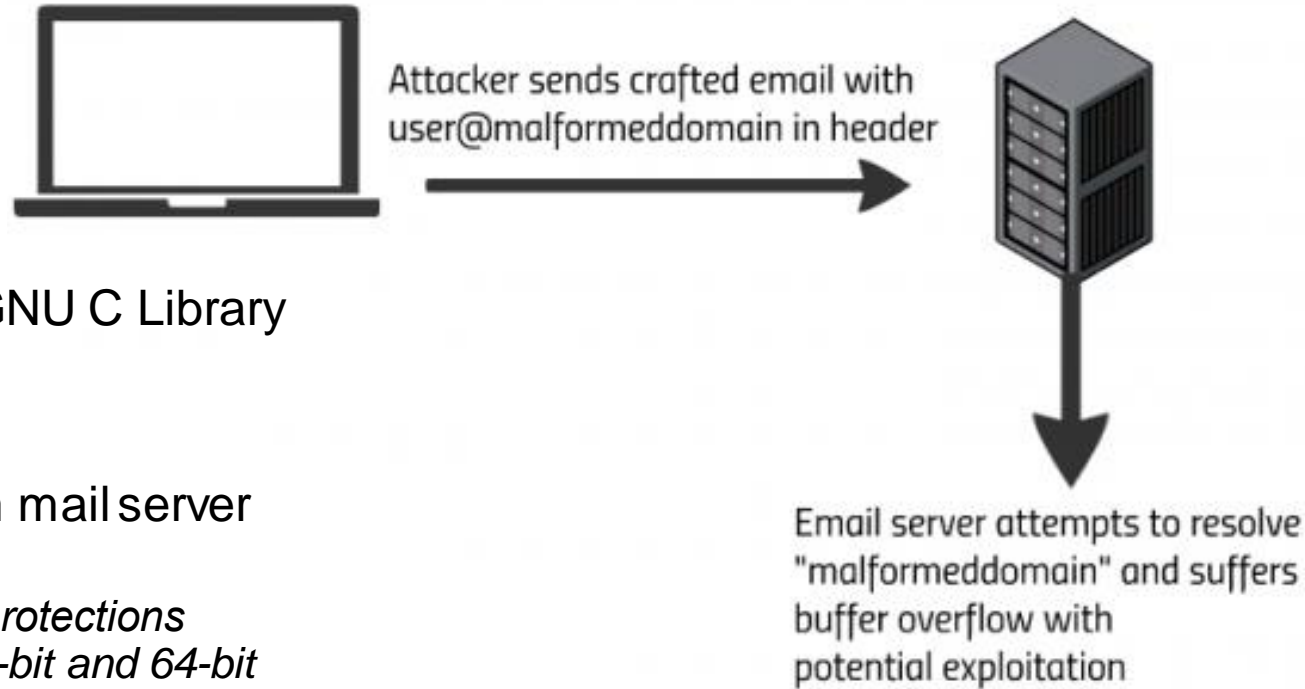 Attacker sends crafted email with
user@malformeddomain in header
GNU C Library
mail server
rotections
-bit and 64-bit
Email server attempts to resolve
"malformeddomain" and suffers
buffer overflow with
potential exploitation